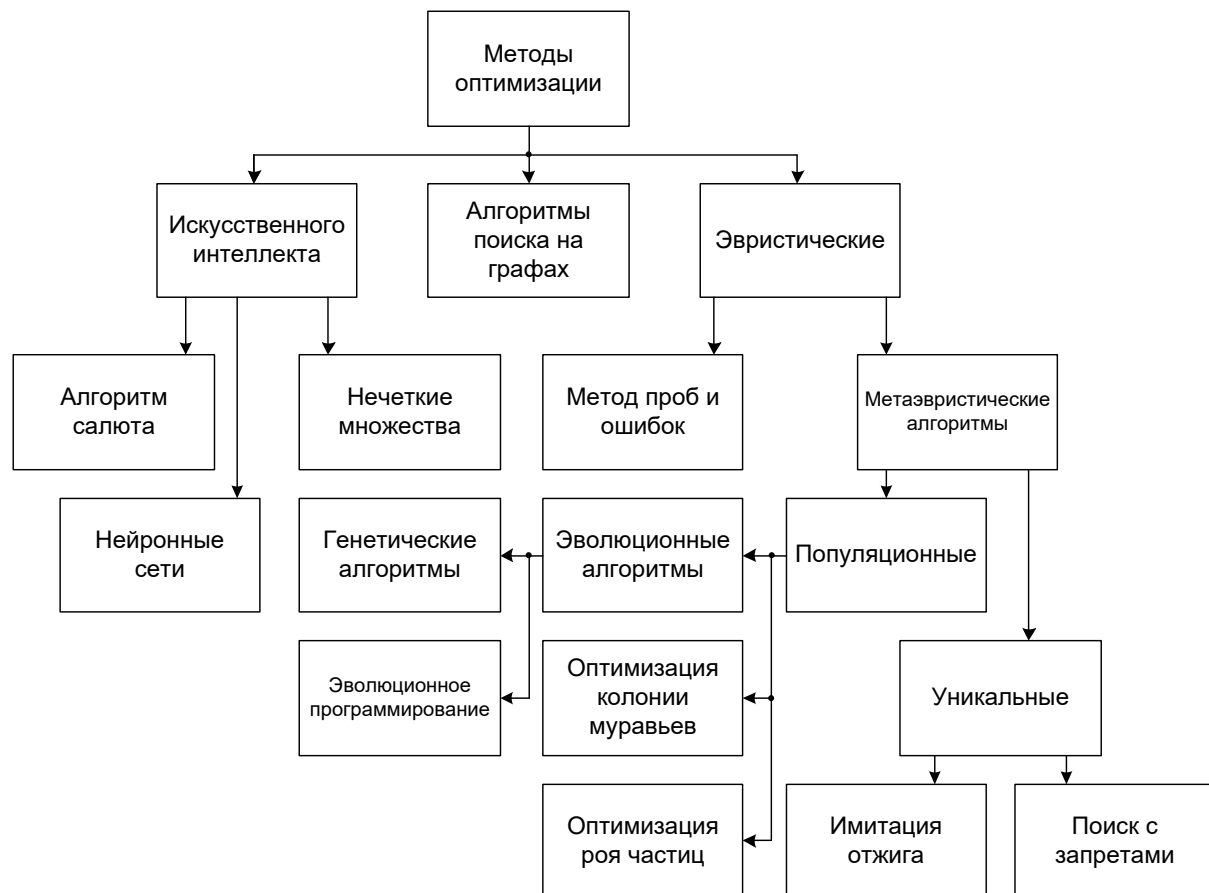 Методы
оптимизации
Искусственного
интеллекта
Алгоритмы
поиска на
графах
Эвристические
Алгоритм
салюта
Нечеткие
множества
Метод проб и
ошибок
Метаэвристические
алгоритмы
Нейронные
сети
Генетические
алгоритмы
Эволюционные
алгоритмы
Популяционные
Эволюционное
программирование
Оптимизация
колонии
муравьев
Уникальные
Оптимизация
роя частиц
Имитация
отжига
Поиск с
запретами